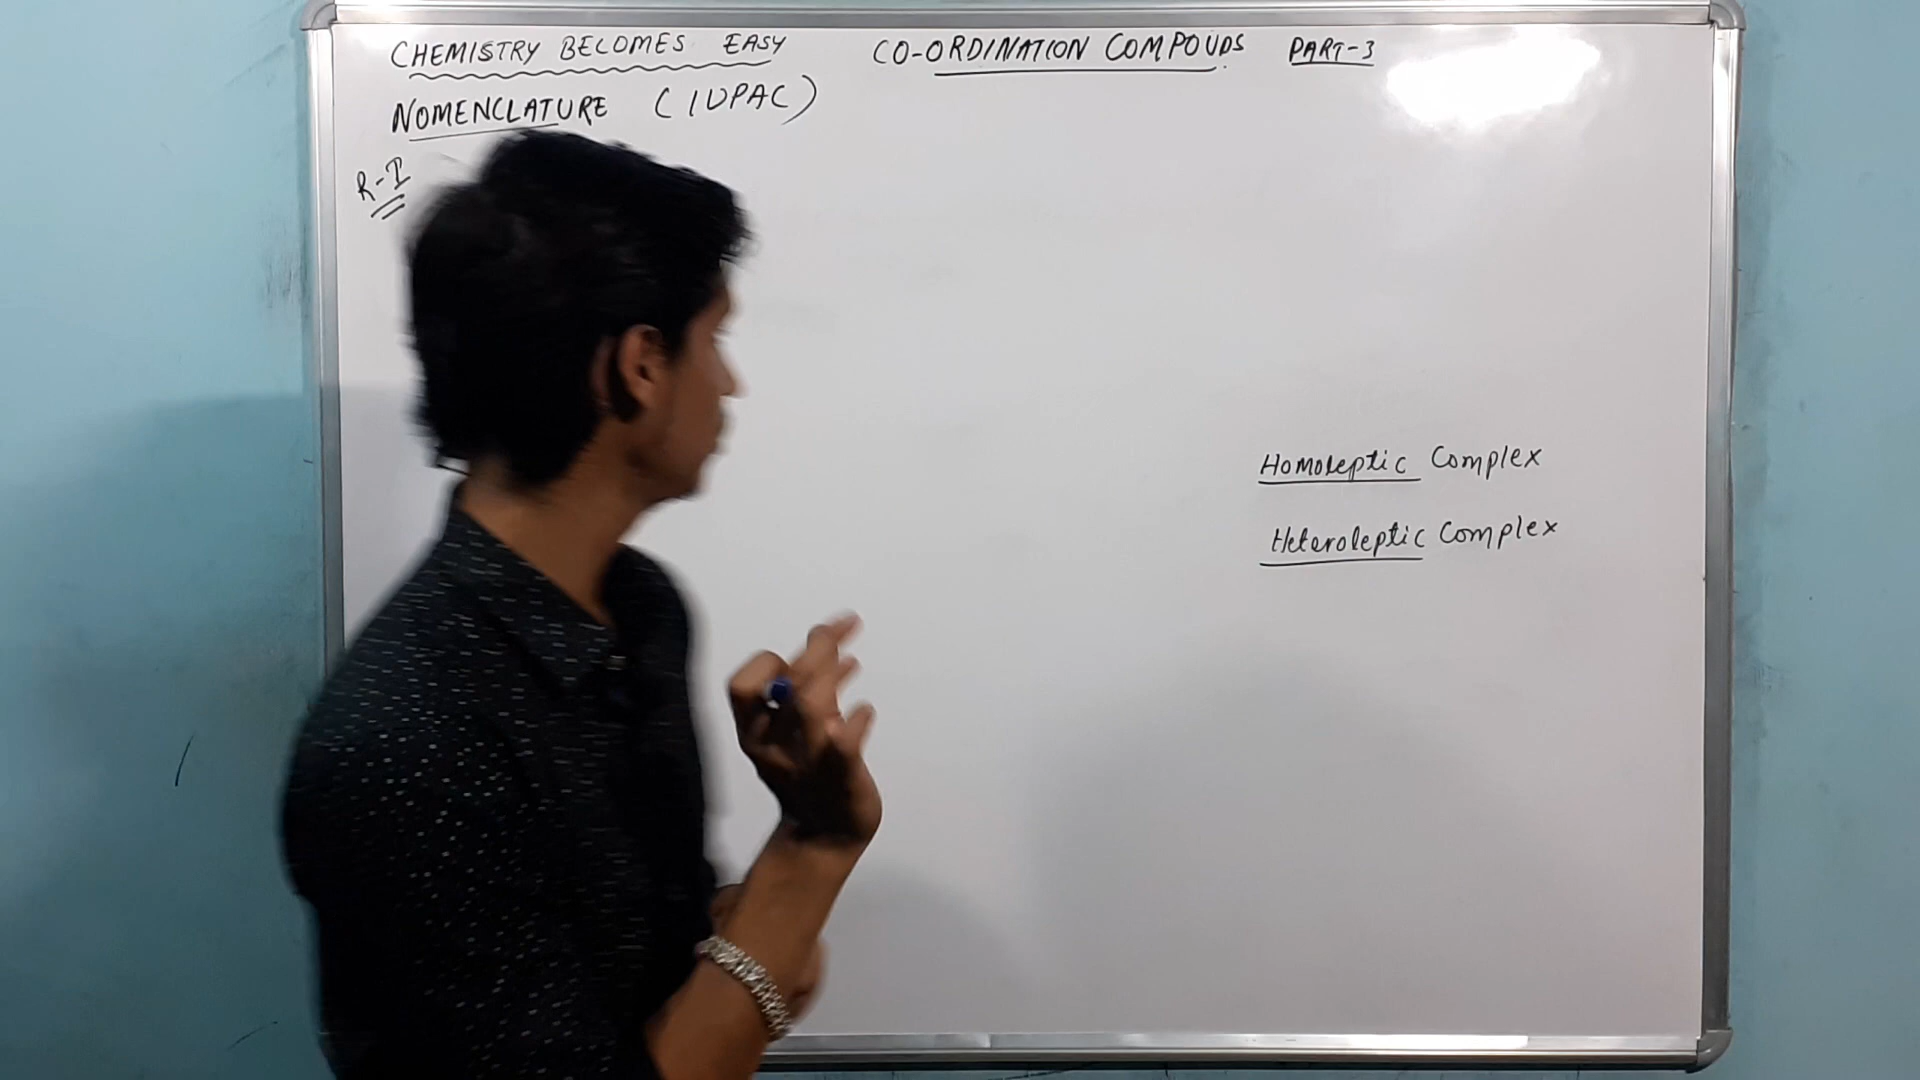 CHEMISTRY BECOMES EASY CO-ORDINATION COMPOUDS PART-3
NOMENCLATURE (IUPAC)
R-I
Homoleptic Complex
Heteroleptic Complex